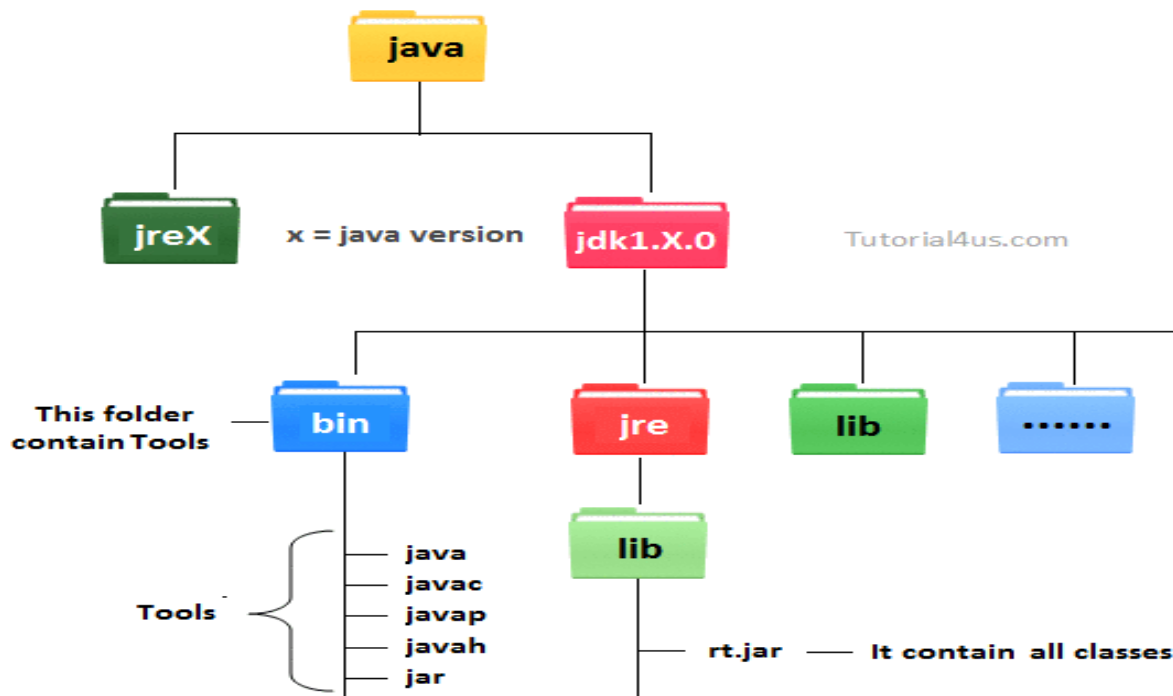 java
jreX
x = java version
jdk1.X.0
Tutorial4us.com
This folder
contain Tools
bin
jre
lib
......
lib
Tools
java
javac
javap
javah
jar
rt.jar
It contain all classes